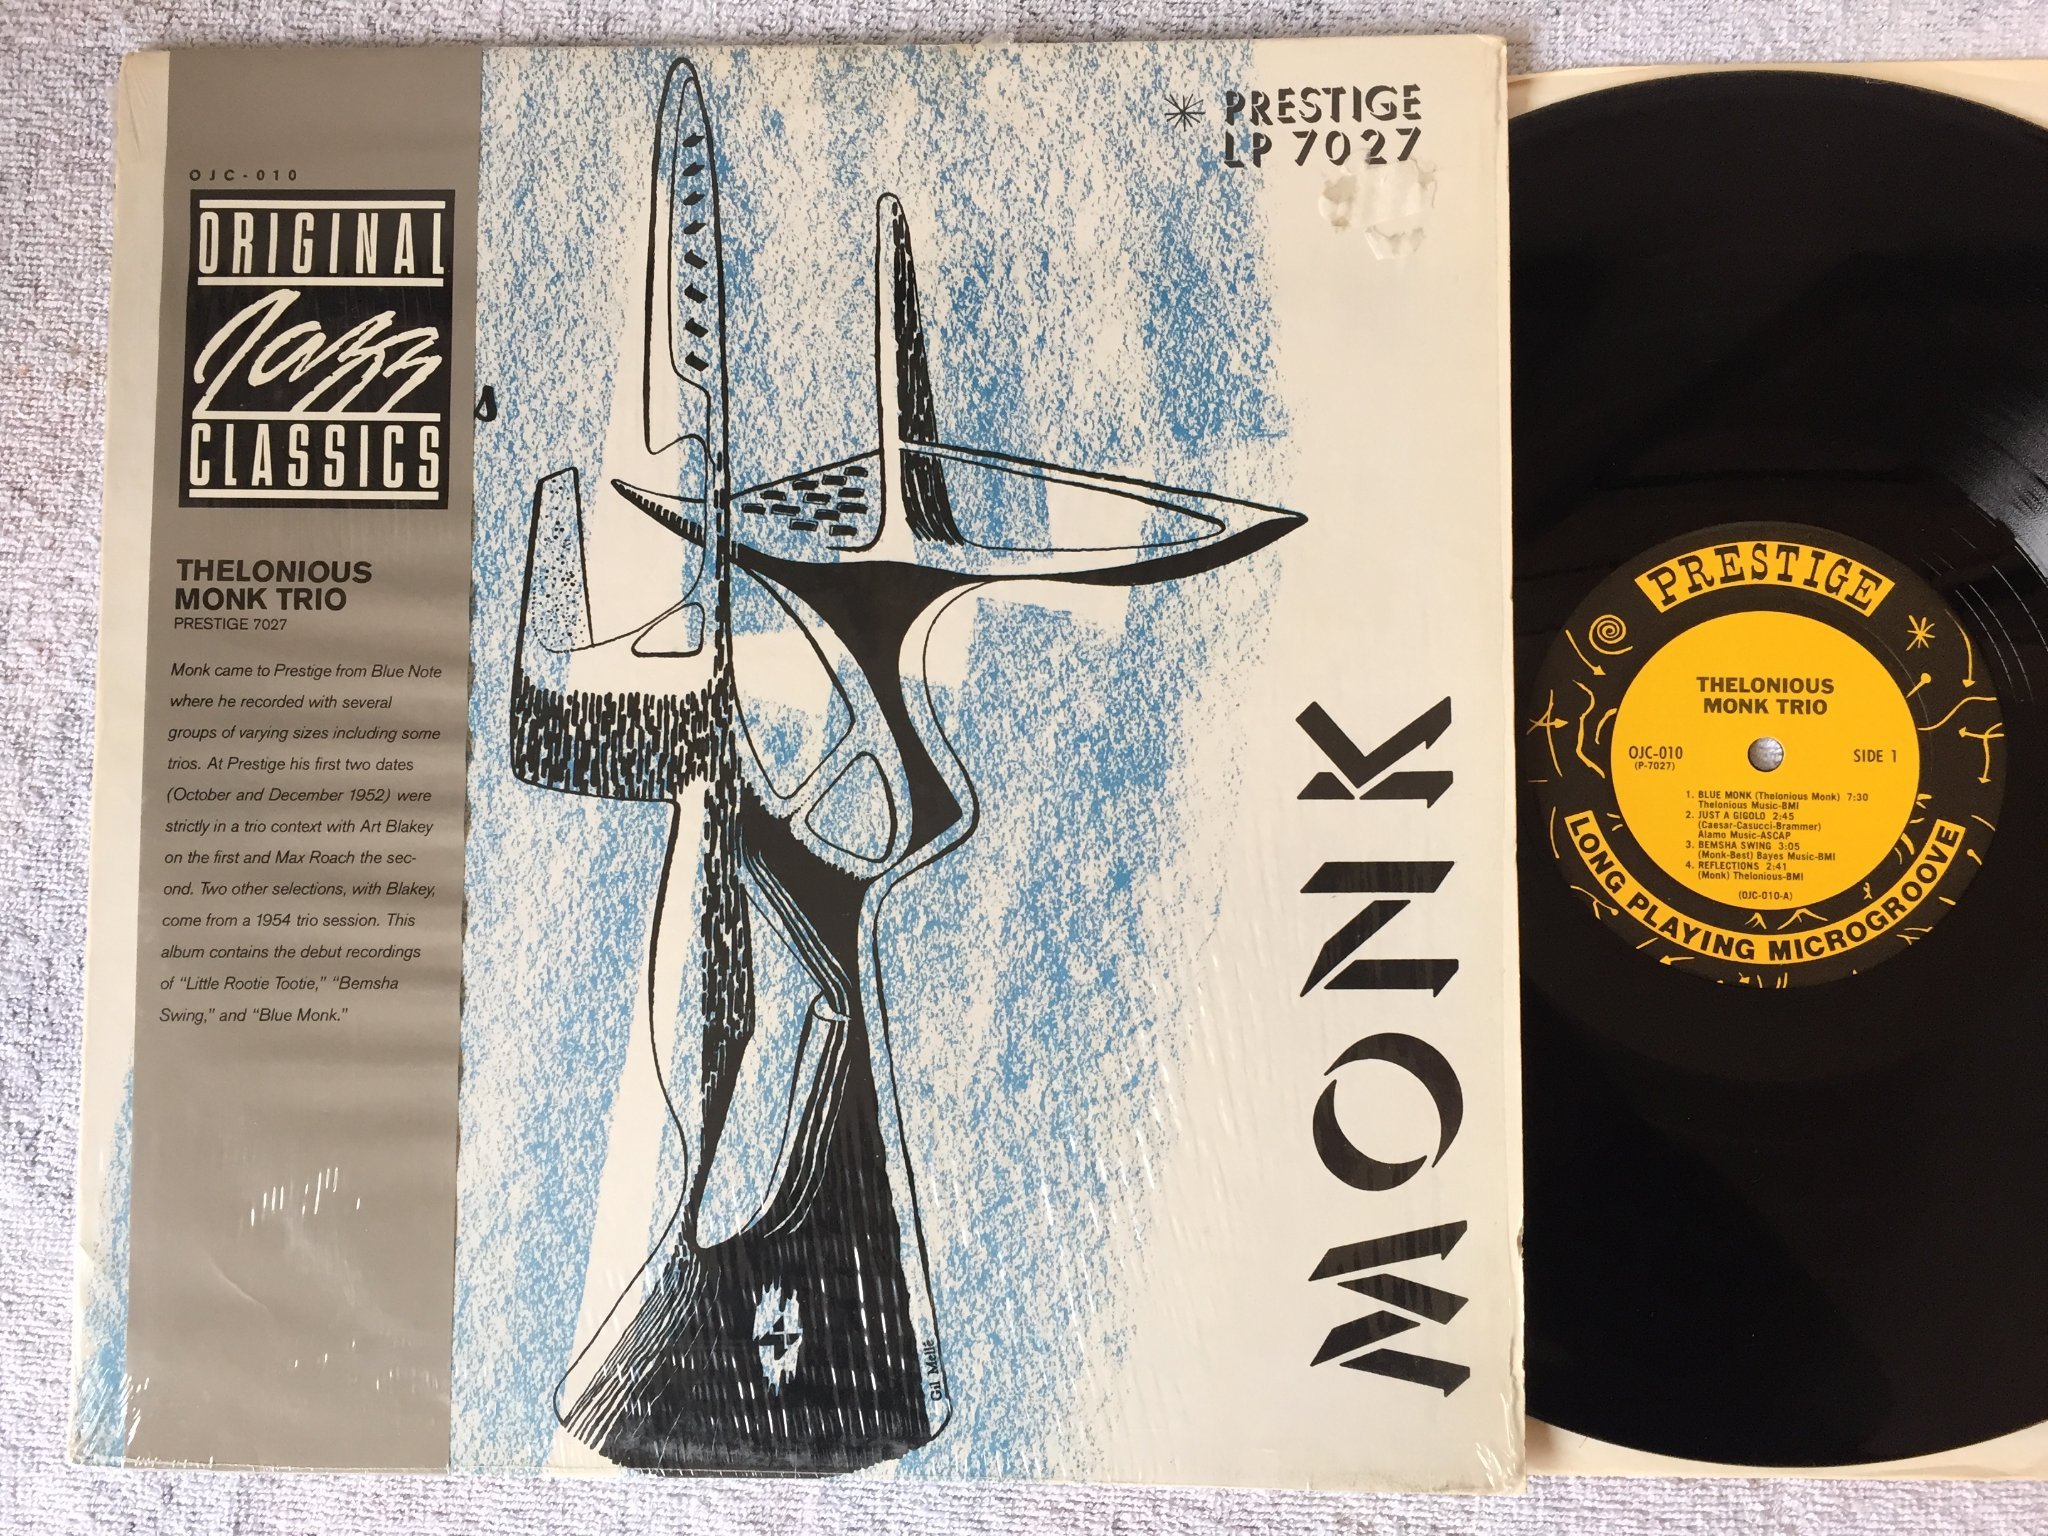 OJC-010
ORIGINAL
Jazz
CLASSICS
THELONIOUS
MONK TRIO
PRESTIGE 7027
Monk came to Prestige from Blue Note
where he recorded with several
groups of varying sizes including some
trios. At Prestige his first two dates
(October and December 1952) were
strictly in a trio context with Art Blakey
on the first and Max Roach the sec-
ond. Two other selections, with Blakey,
come from a 1954 trio session. This
album contains the debut recordings
of “Little Rootie Tootie,” “Bemsha
Swing,” and “Blue Monk.”
s
PRESTIGE
LP 7027
MONK
Gil Mellé
PRESTIGE
THELONIOUS
MONK TRIO
OJC-010
(P-7027)
SIDE 1
1. BLUE MONK (Thelonious Monk) 7:30
Thelonious Music-BMI
2. JUST A GIGOLO 2:45
(Caesar-Casucci-Brammer)
Alamo Music-ASCAP
3. BEMSHA SWING 3:05
(Monk-Best) Bayes Music-BMI
4. REFLECTIONS 2:41
(Monk) Thelonious-BMI
(OJC-010-A)
LONG PLAYING MICROGROOVE